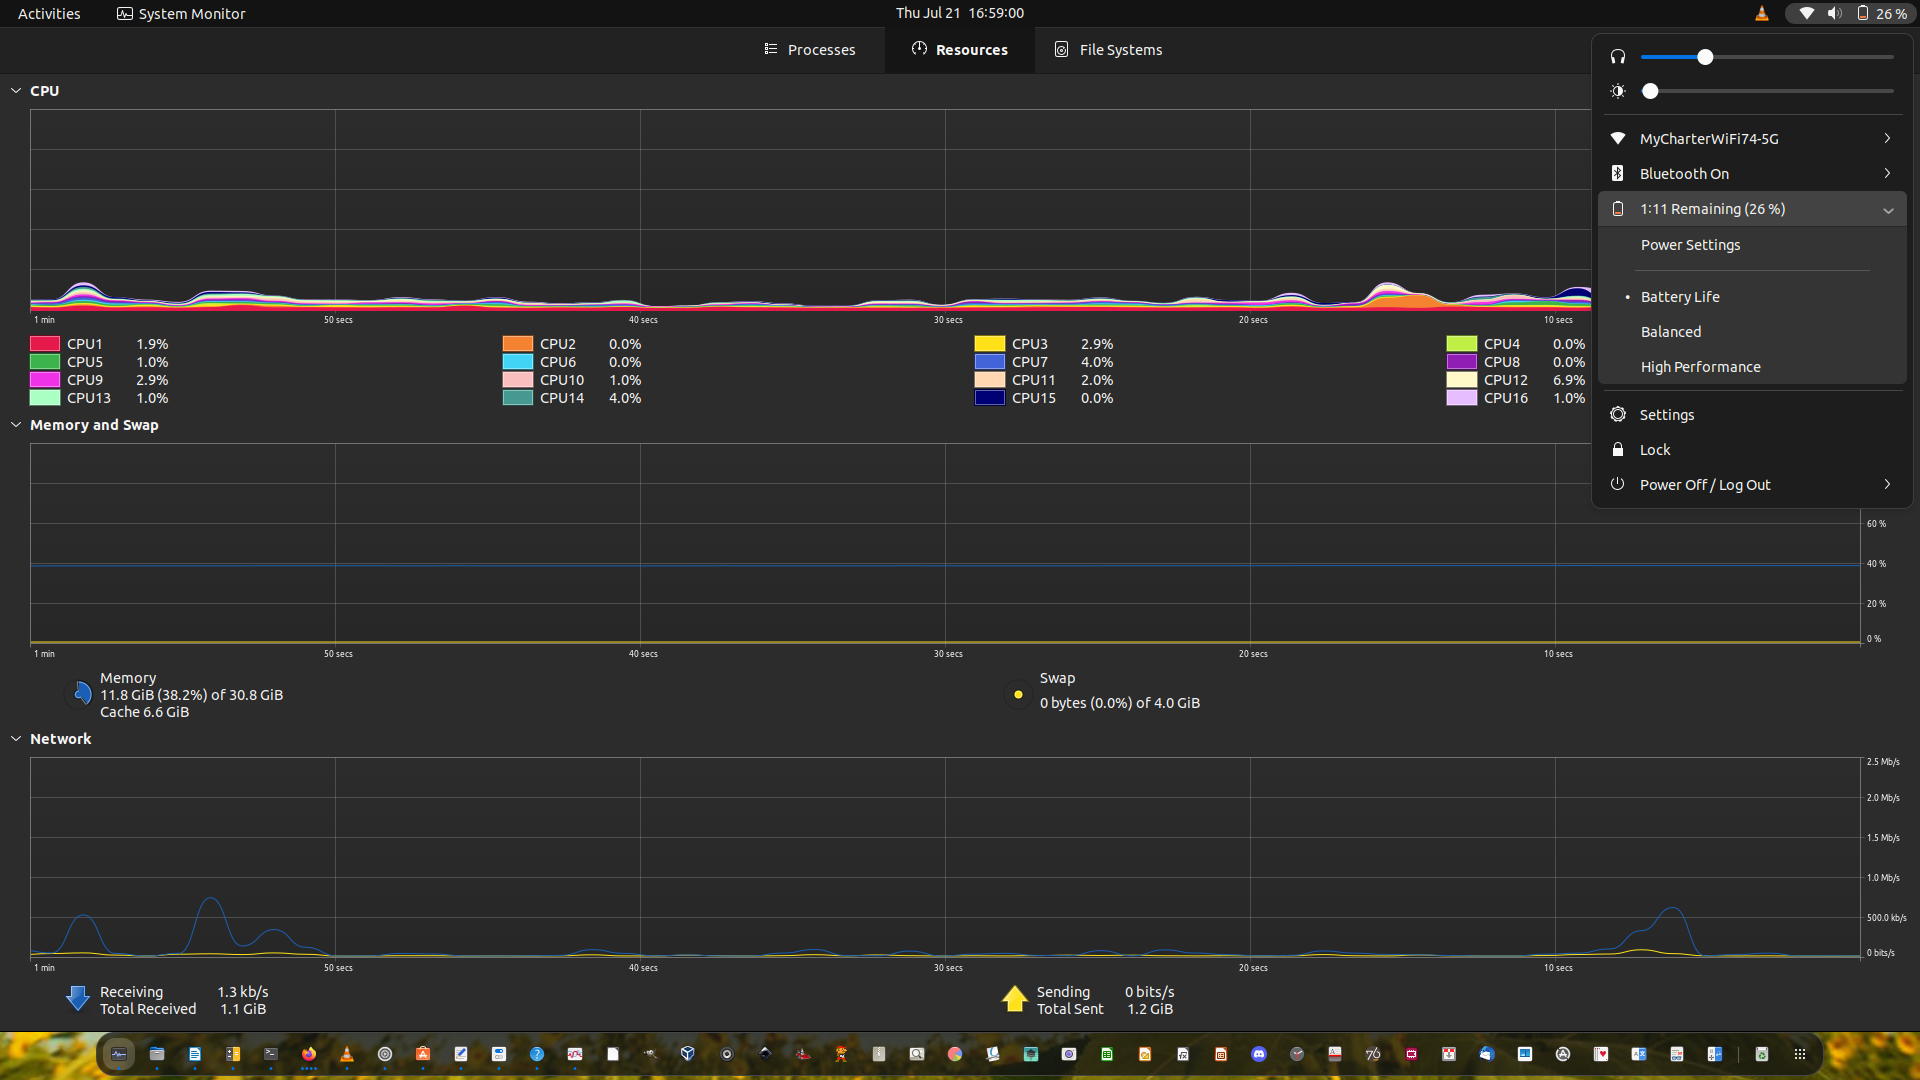 Activities
System Monitor
Thu Jul 21 16:59:00
26 %
Processes
Resources
File Systems
CPU
1 min
50 secs
40 secs
30 secs
20 secs
10 secs
CPU1 1.9%
CPU2 0.0%
CPU3 2.9%
CPU4 0.0%
CPU5 1.0%
CPU6 0.0%
CPU7 4.0%
CPU8 0.0%
CPU9 2.9%
CPU10 1.0%
CPU11 2.0%
CPU12 6.9%
CPU13 1.0%
CPU14 4.0%
CPU15 0.0%
CPU16 1.0%
MyCharterWiFi74-5G
Bluetooth On
1:11 Remaining (26 %)
Power Settings
• Battery Life
Balanced
High Performance
Settings
Lock
Power Off / Log Out
Memory and Swap
60 %
40 %
20 %
0 %
1 min
50 secs
40 secs
30 secs
20 secs
10 secs
Memory
11.8 GiB (38.2%) of 30.8 GiB
Cache 6.6 GiB
Swap
0 bytes (0.0%) of 4.0 GiB
Network
2.5 Mb/s
2.0 Mb/s
1.5 Mb/s
1.0 Mb/s
500.0 kb/s
0 bits/s
1 min
50 secs
40 secs
30 secs
20 secs
10 secs
Receiving 1.3 kb/s
Total Received 1.1 GiB
Sending 0 bits/s
Total Sent 1.2 GiB
76